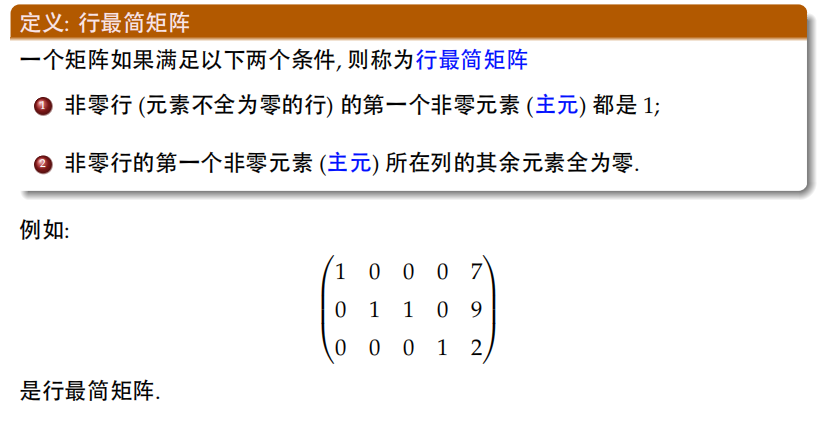 定义: 行最简矩阵
一个矩阵如果满足以下两个条件, 则称为行最简矩阵
1 非零行 (元素不全为零的行) 的第一个非零元素 (主元) 都是 1;
2 非零行的第一个非零元素 (主元) 所在列的其余元素全为零.
例如:
1 0 0 0 7
0 1 1 0 9
0 0 0 1 2
是行最简矩阵.